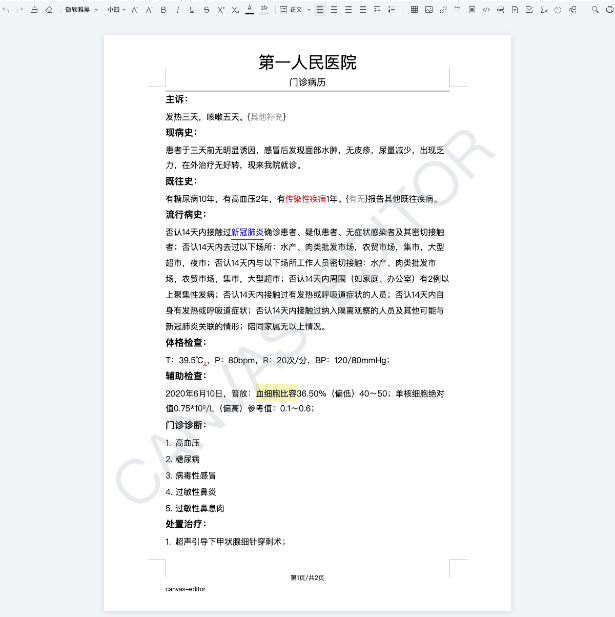 微软雅黑 小四 B I U 正文
第一人民医院
门诊病历
主诉：
发热三天，咳嗽五天。{其他补充}
现病史：
患者于三天前无明显诱因，感冒后发现面部水肿，无皮疹，尿量减少，出现乏
力，在外治疗无好转，现来我院就诊。
既往史：
有糖尿病10年，有高血压2年，有传染性疾病1年，{有无}报告其他既往疾病。
流行病史：
否认14天内接触过新冠肺炎确诊患者、疑似患者、无症状感染者及其密切接触
者；否认14天内去过以下场所：水产、肉类批发市场，农贸市场，集市，大型
超市，夜市；否认14天内与以下场所工作人员密切接触：水产、肉类批发市
场，农贸市场，集市，大型超市；否认14天内周围（如家庭、办公室）有2例以
上聚集性发病；否认14天内接触过有发热或呼吸道症状的人员；否认14天内自
身有发热或呼吸道症状；否认14天内接触过纳入隔离观察的人员及其他可能与
新冠肺炎关联的情形；陪同家属无以上情况。
体格检查：
T：39.5℃，P：80bpm，R：20次/分，BP：120/80mmHg；
辅助检查：
2020年6月10日，普放：血细胞比容36.50%（偏低）40～50；单核细胞绝对
值0.75*10⁹/L（偏高）参考值：0.1～0.6；
门诊诊断：
1. 高血压
2. 糖尿病
3. 病毒性感冒
4. 过敏性鼻炎
5. 过敏性鼻息肉
处置治疗：
1. 超声引导下甲状腺细针穿刺术；
第1页/共2页
canvas-editor
CANVAS-EDITOR